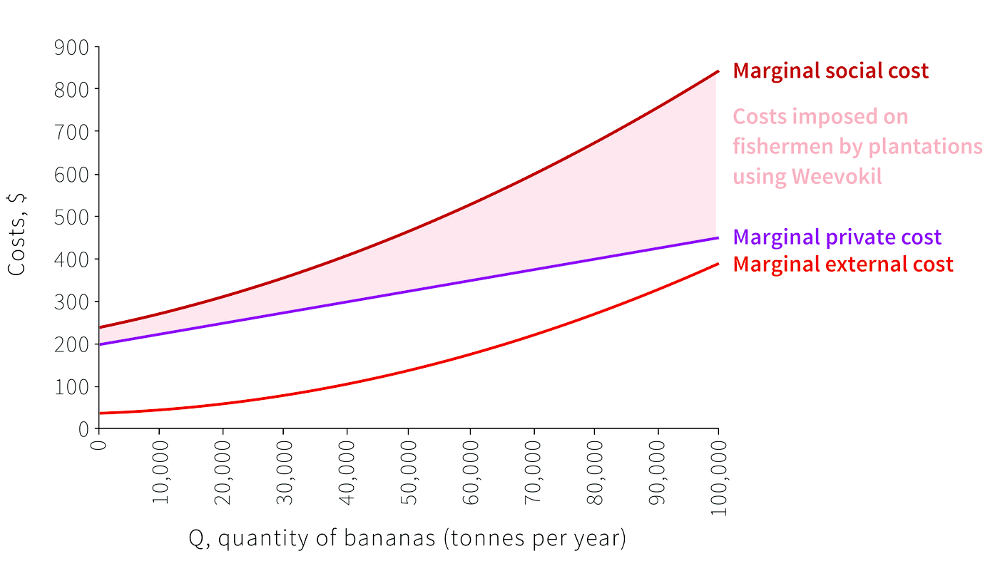 900
800
700
600
500
400
300
200
100
0
Costs, $
Marginal social cost
Costs imposed on
fishermen by plantations
using Weevokil
Marginal private cost
Marginal external cost
0
10,000
20,000
30,000
40,000
50,000
60,000
70,000
80,000
90,000
100,000
Q, quantity of bananas (tonnes per year)